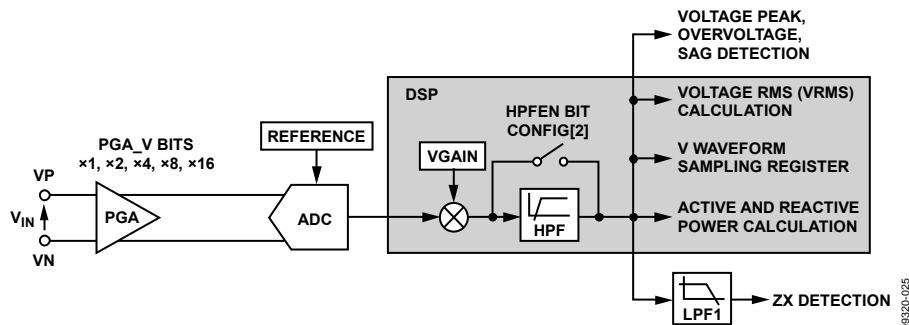 VOLTAGE PEAK,
OVERVOLTAGE,
SAG DETECTION
DSP
VOLTAGE RMS (VRMS)
CALCULATION
HPFEN BIT
CONFIG[2]
PGA_V BITS
×1, ×2, ×4, ×8, ×16
REFERENCE
VGAIN
V WAVEFORM
SAMPLING REGISTER
VP
VIN
VN
PGA
ADC
HPF
ACTIVE AND REACTIVE
POWER CALCULATION
LPF1
ZX DETECTION
9320-025